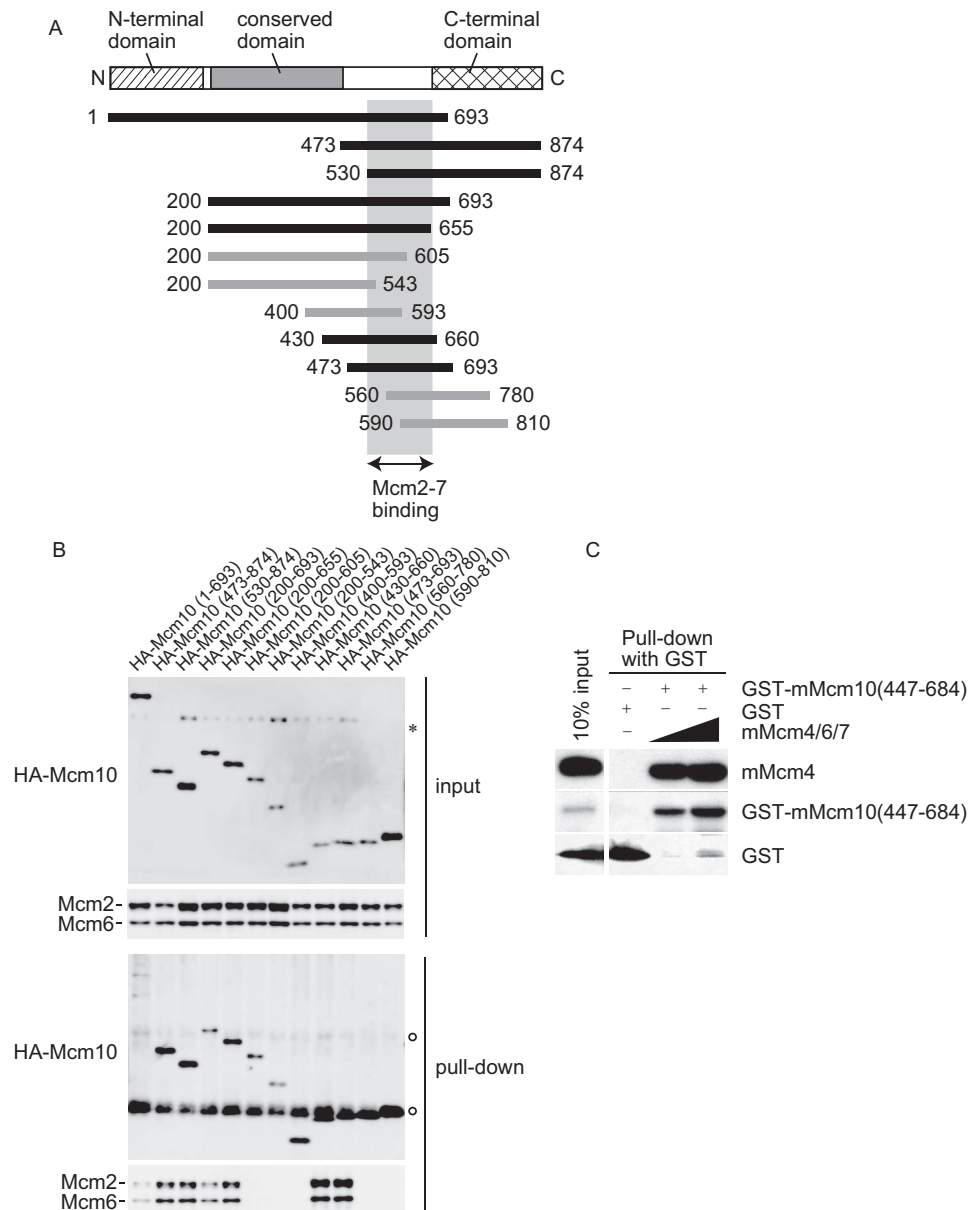 A
N-terminal
domain
conserved
domain
C-terminal
domain
N
C
1
693
473
874
530
874
200
693
200
655
200
605
200
543
400
593
430
660
473
693
560
780
590
810
Mcm2-7
binding
B
HA-Mcm10 (1-693)
HA-Mcm10 (473-874)
HA-Mcm10 (530-874)
HA-Mcm10 (200-693)
HA-Mcm10 (200-655)
HA-Mcm10 (200-605)
HA-Mcm10 (200-543)
HA-Mcm10 (400-593)
HA-Mcm10 (430-660)
HA-Mcm10 (473-693)
HA-Mcm10 (560-780)
HA-Mcm10 (590-810)
HA-Mcm10
*
input
Mcm2-
Mcm6-
HA-Mcm10
pull-down
Mcm2-
Mcm6-
C
10% input
Pull-down
with GST
– + + GST-mMcm10(447-684)
+ – – GST
– mMcm4/6/7
mMcm4
GST-mMcm10(447-684)
GST